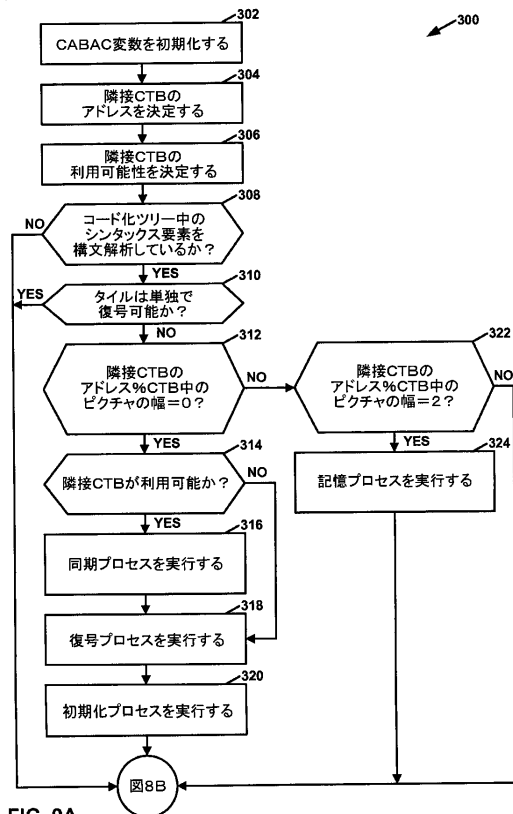 302
CABAC変数を初期化する
300
304
隣接CTBの
アドレスを決定する
306
隣接CTBの
利用可能性を決定する
308
コード化ツリー中の
シンタックス要素を
構文解析しているか？
NO
YES
310
タイルは単独で
復号可能か？
YES
NO
312
隣接CTBの
アドレス%CTB中の
ピクチャの幅=0？
NO
YES
322
隣接CTBの
アドレス%CTB中の
ピクチャの幅=2？
NO
YES
324
記憶プロセスを実行する
314
隣接CTBが利用可能か？
NO
YES
316
同期プロセスを実行する
318
復号プロセスを実行する
320
初期化プロセスを実行する
図8B